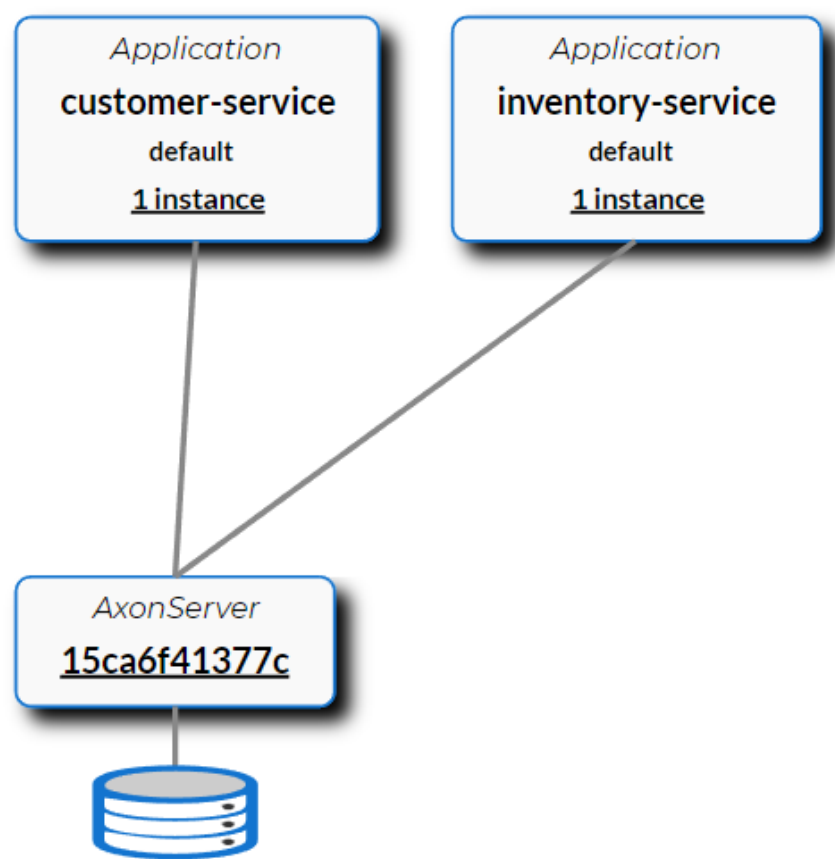 Application
customer-service
default
1 instance
Application
inventory-service
default
1 instance
AxonServer
15ca6f41377c